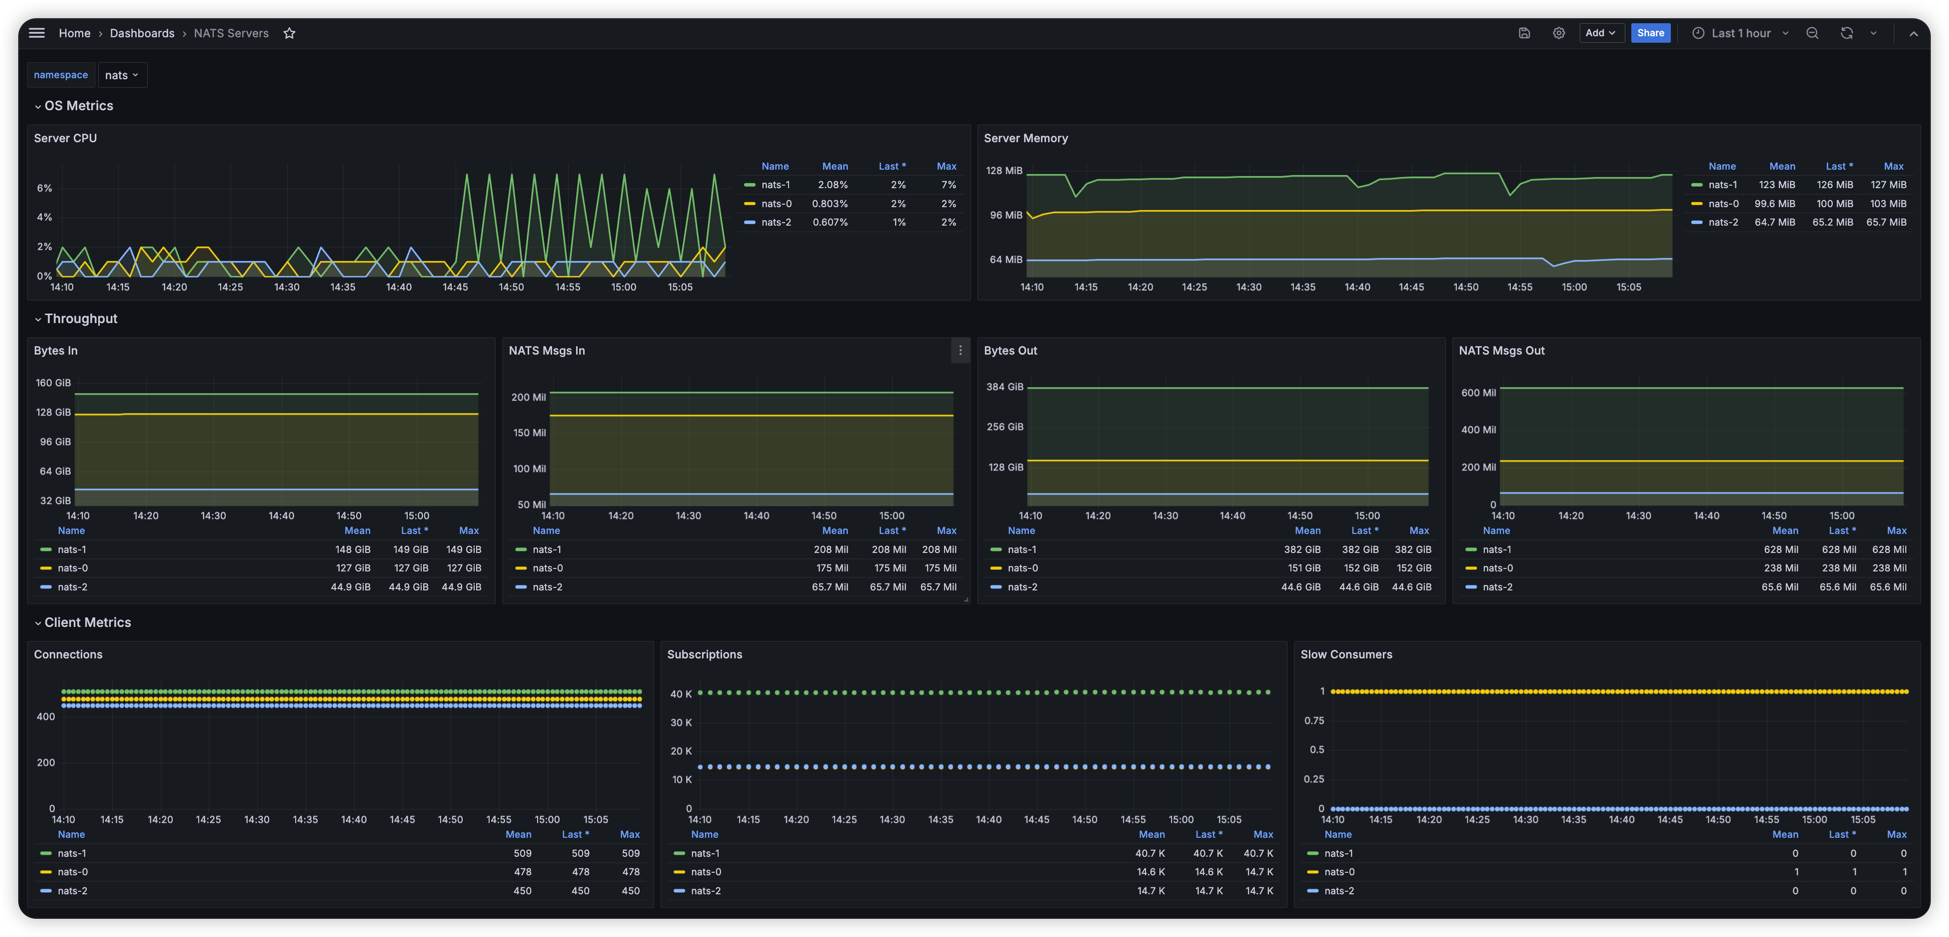 Home › Dashboards › NATS Servers Add Share Last 1 hour
namespace nats
OS Metrics
Server CPU
6%
4%
2%
0%
14:10 14:15 14:20 14:25 14:30 14:35 14:40 14:45 14:50 14:55 15:00 15:05
Name Mean Last * Max
nats-1 2.08% 2% 7%
nats-0 0.803% 2% 2%
nats-2 0.607% 1% 2%
Server Memory
128 MiB
96 MiB
64 MiB
14:10 14:15 14:20 14:25 14:30 14:35 14:40 14:45 14:50 14:55 15:00 15:05
Name Mean Last * Max
nats-1 123 MiB 126 MiB 127 MiB
nats-0 99.6 MiB 100 MiB 103 MiB
nats-2 64.7 MiB 65.2 MiB 65.7 MiB
Throughput
Bytes In
160 GiB
128 GiB
96 GiB
64 GiB
32 GiB
14:10 14:20 14:30 14:40 14:50 15:00
Name Mean Last * Max
nats-1 148 GiB 149 GiB 149 GiB
nats-0 127 GiB 127 GiB 127 GiB
nats-2 44.9 GiB 44.9 GiB 44.9 GiB
NATS Msgs In
200 Mil
150 Mil
100 Mil
50 Mil
14:10 14:20 14:30 14:40 14:50 15:00
Name Mean Last * Max
nats-1 208 Mil 208 Mil 208 Mil
nats-0 175 Mil 175 Mil 175 Mil
nats-2 65.7 Mil 65.7 Mil 65.7 Mil
Bytes Out
384 GiB
256 GiB
128 GiB
14:10 14:20 14:30 14:40 14:50 15:00
Name Mean Last * Max
nats-1 382 GiB 382 GiB 382 GiB
nats-0 151 GiB 152 GiB 152 GiB
nats-2 44.6 GiB 44.6 GiB 44.6 GiB
NATS Msgs Out
600 Mil
400 Mil
200 Mil
0
14:10 14:20 14:30 14:40 14:50 15:00
Name Mean Last * Max
nats-1 628 Mil 628 Mil 628 Mil
nats-0 238 Mil 238 Mil 238 Mil
nats-2 65.6 Mil 65.6 Mil 65.6 Mil
Client Metrics
Connections
400
200
0
14:10 14:15 14:20 14:25 14:30 14:35 14:40 14:45 14:50 14:55 15:00 15:05
Name Mean Last * Max
nats-1 509 509 509
nats-0 478 478 478
nats-2 450 450 450
Subscriptions
40 K
30 K
20 K
10 K
0
14:10 14:15 14:20 14:25 14:30 14:35 14:40 14:45 14:50 14:55 15:00 15:05
Name Mean Last * Max
nats-1 40.7 K 40.7 K 40.7 K
nats-0 14.6 K 14.6 K 14.7 K
nats-2 14.7 K 14.7 K 14.7 K
Slow Consumers
1
0.75
0.5
0.25
0
14:10 14:15 14:20 14:25 14:30 14:35 14:40 14:45 14:50 14:55 15:00 15:05
Name Mean Last * Max
nats-1 0 0 0
nats-0 1 1 1
nats-2 0 0 0